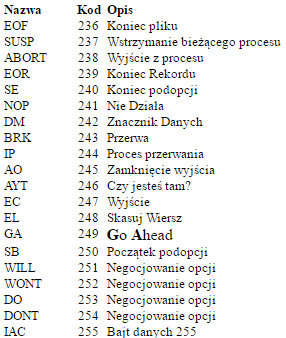 Nazwa Kod Opis
EOF 236 Koniec pliku
SUSP 237 Wstrzymanie bieżącego procesu
ABORT 238 Wyjście z procesu
EOR 239 Koniec Rekordu
SE 240 Koniec podopcji
NOP 241 Nie Działa
DM 242 Znacznik Danych
BRK 243 Przerwa
IP 244 Proces przerwania
AO 245 Zamknięcie wyjścia
AYT 246 Czy jesteś tam?
EC 247 Wyjście
EL 248 Skasuj Wiersz
GA 249 Go Ahead
SB 250 Początek podopcji
WILL 251 Negocjowanie opcji
WONT 252 Negocjowanie opcji
DO 253 Negocjowanie opcji
DONT 254 Negocjowanie opcji
IAC 255 Bajt danych 255